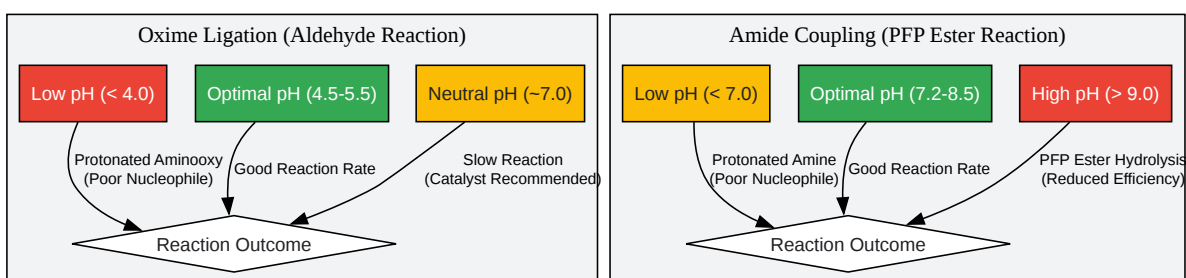 Oxime Ligation (Aldehyde Reaction)
Low pH (< 4.0)
Optimal pH (4.5-5.5)
Neutral pH (~7.0)
Protonated Aminooxy
(Poor Nucleophile)
Good Reaction Rate
Slow Reaction
(Catalyst Recommended)
Reaction Outcome
Amide Coupling (PFP Ester Reaction)
Low pH (< 7.0)
Optimal pH (7.2-8.5)
High pH (> 9.0)
Protonated Amine
(Poor Nucleophile)
Good Reaction Rate
PFP Ester Hydrolysis
(Reduced Efficiency)
Reaction Outcome